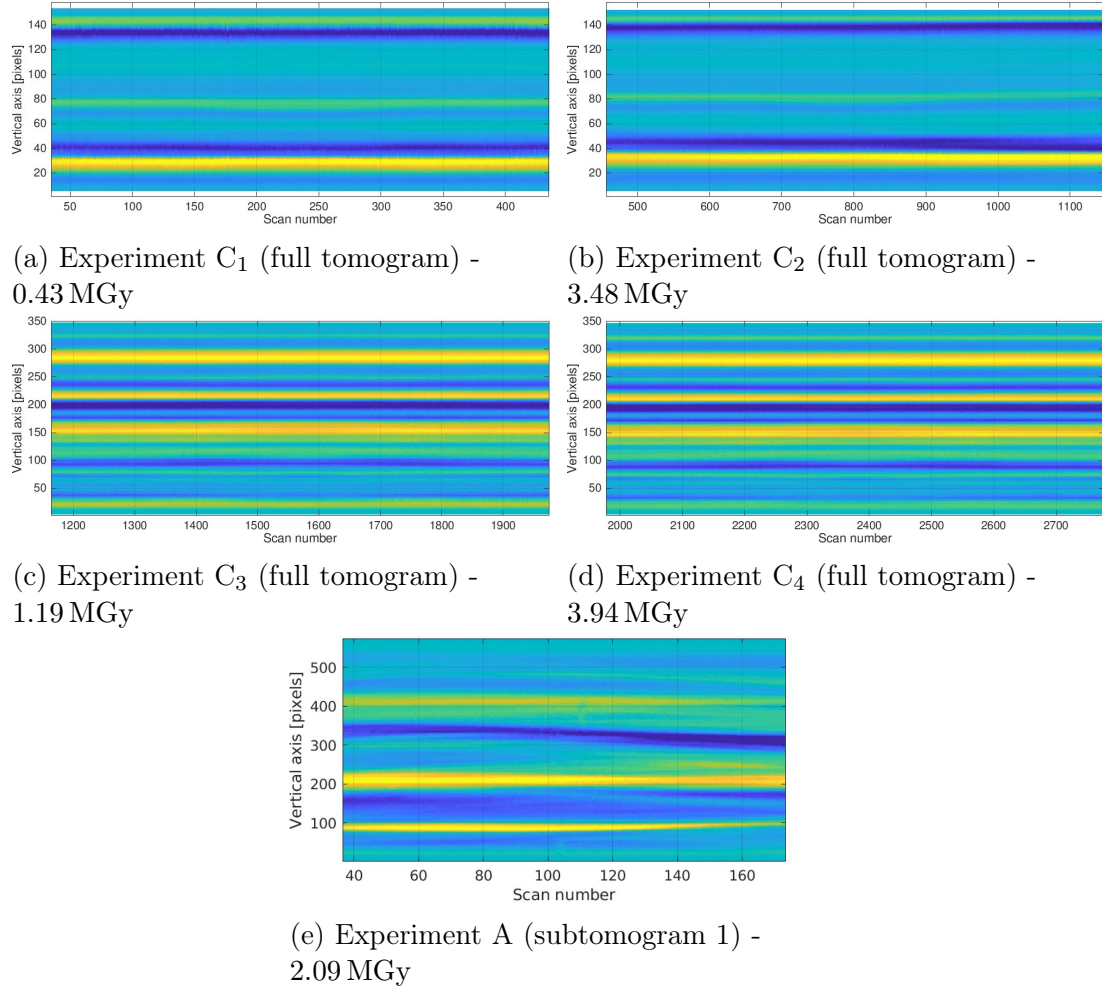 140
120
100
80
60
40
20
Vertical axis [pixels]
50 100 150 200 250 300 350 400
Scan number
(a) Experiment C₁ (full tomogram) -
0.43 MGy
140
120
100
80
60
40
20
Vertical axis [pixels]
500 600 700 800 900 1000 1100
Scan number
(b) Experiment C₂ (full tomogram) -
3.48 MGy
350
300
250
200
150
100
50
Vertical axis [pixels]
1200 1300 1400 1500 1600 1700 1800 1900
Scan number
(c) Experiment C₃ (full tomogram) -
1.19 MGy
350
300
250
200
150
100
50
Vertical axis [pixels]
2000 2100 2200 2300 2400 2500 2600 2700
Scan number
(d) Experiment C₄ (full tomogram) -
3.94 MGy
500
400
300
200
100
Vertical axis [pixels]
40 60 80 100 120 140 160
Scan number
(e) Experiment A (subtomogram 1) -
2.09 MGy